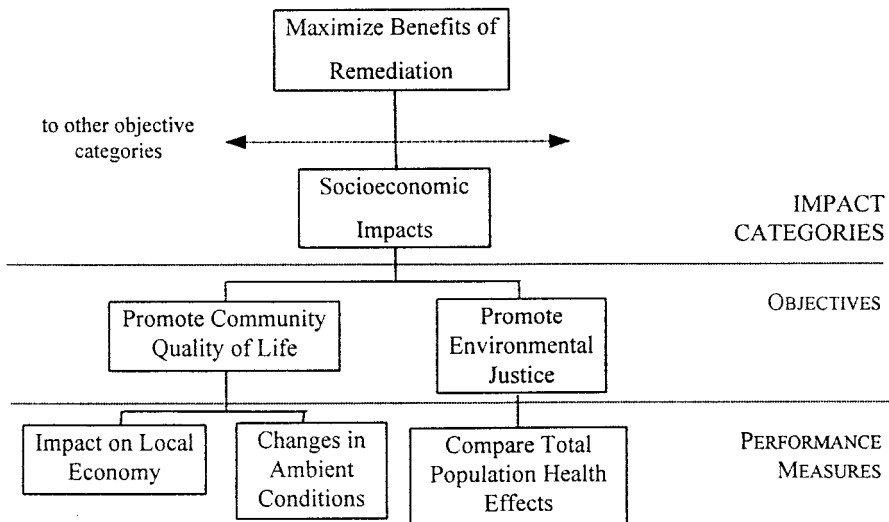 Maximize Benefits of
Remediation
to other objective
categories
Socioeconomic
Impacts
IMPACT
CATEGORIES
Promote Community
Quality of Life
Promote
Environmental
Justice
OBJECTIVES
Impact on Local
Economy
Changes in
Ambient
Conditions
Compare Total
Population Health
Effects
PERFORMANCE
MEASURES